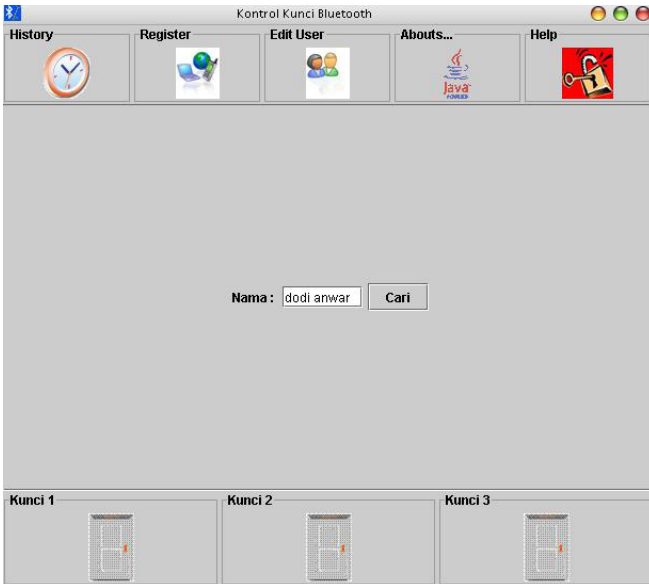 Kontrol Kunci Bluetooth
History Register Edit User Abouts... Help
Java
Nama : dodi anwar Cari
Kunci 1 Kunci 2 Kunci 3